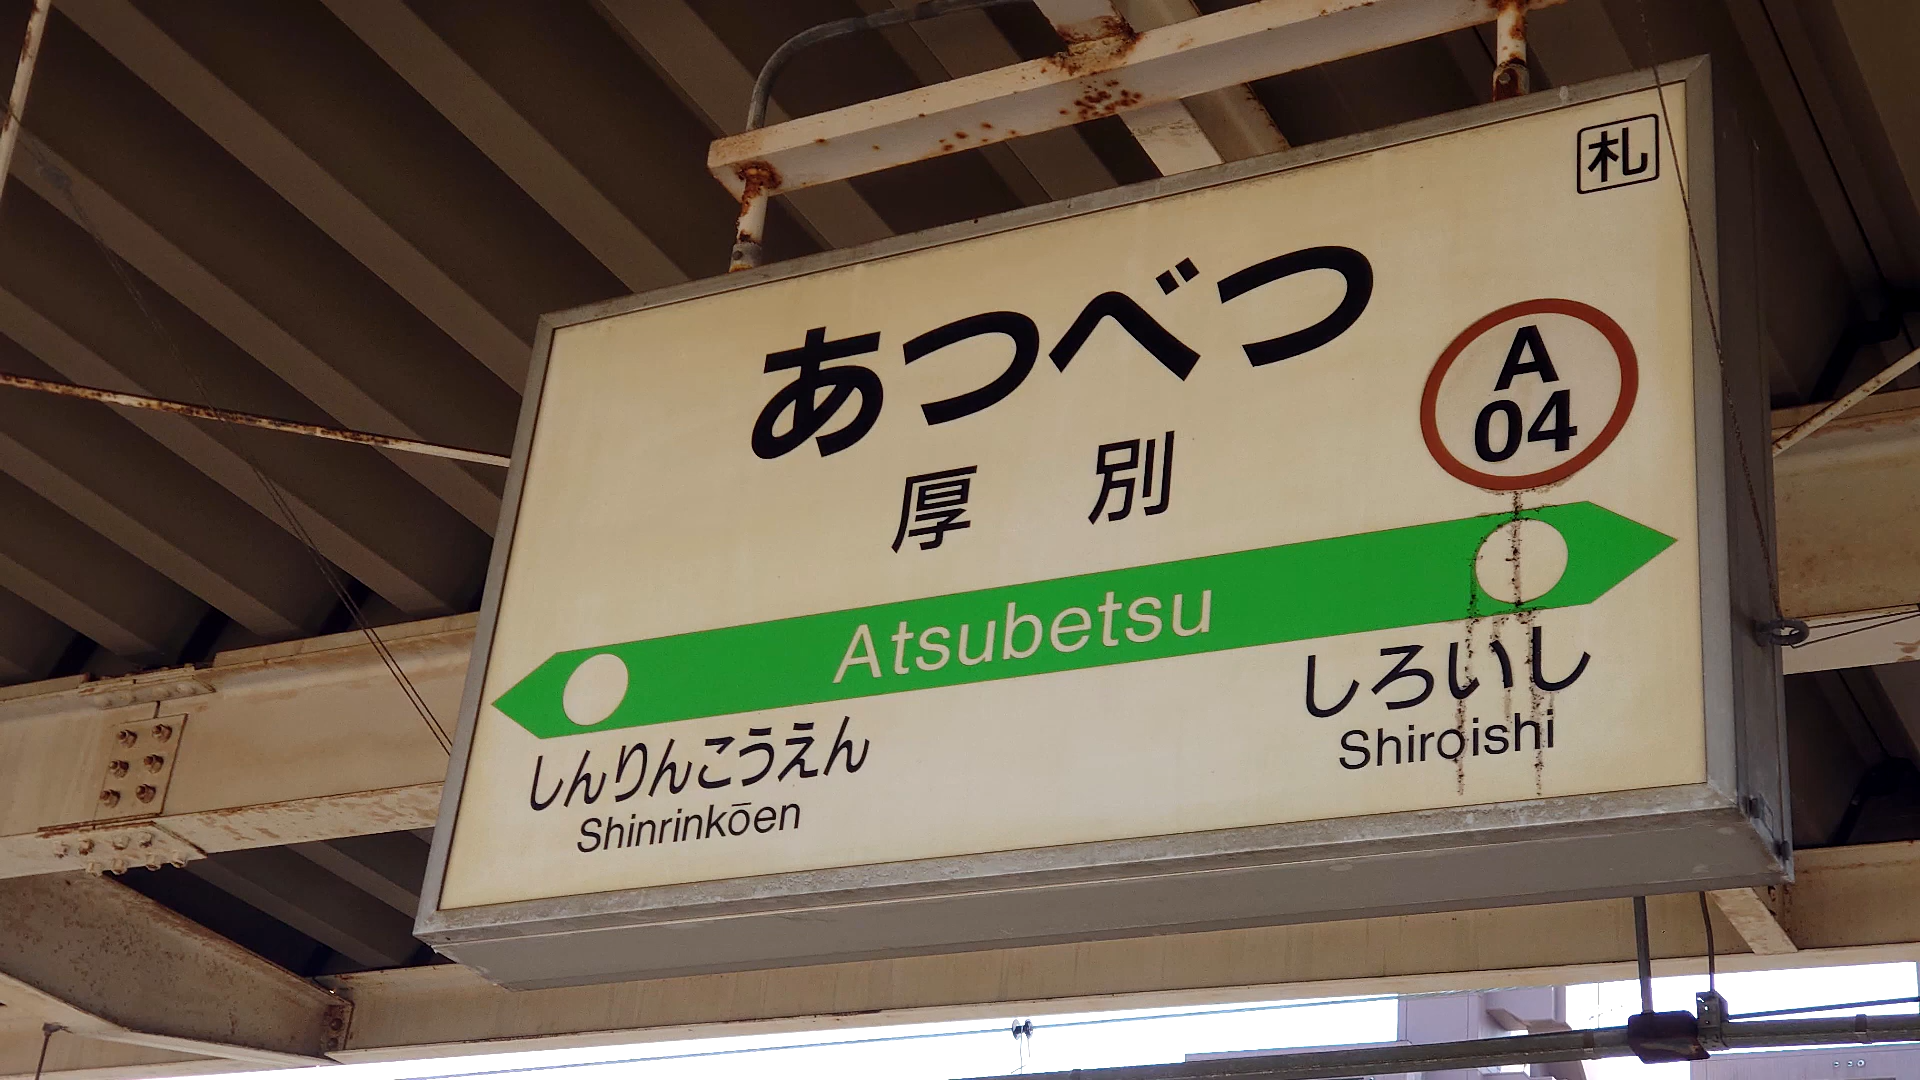 札
あつべつ
A
04
厚別
Atsubetsu
しんりんこうえん
Shinrinkōen
しろいし
Shiroishi